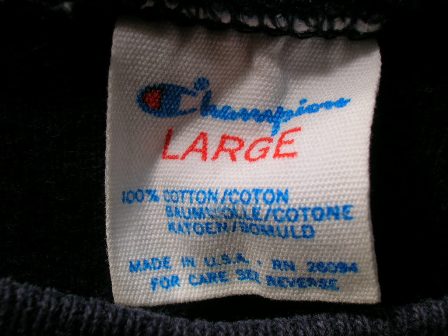 Champion
LARGE
100% COTTON/COTON
BAUMWOLLE/COTONE
KATOEN/BOMULD
MADE IN U.S.A. - RN 26094
FOR CARE SEE REVERSE